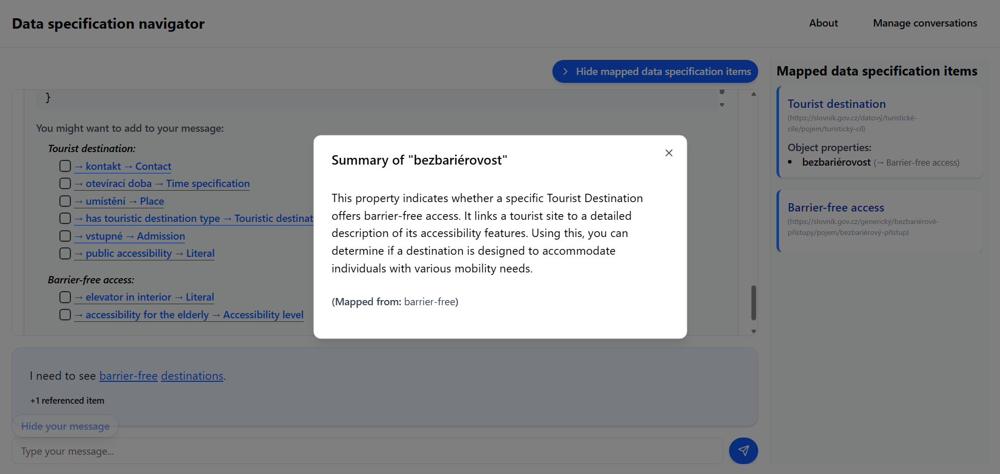 Data specification navigator
About
Manage conversations
Hide mapped data specification items
}
You might want to add to your message:
Tourist destination:
→ kontakt → Contact
→ otevírací doba → Time specification
→ umístění → Place
→ has touristic destination type → Touristic destinat
→ vstupné → Admission
→ public accessibility → Literal
Barrier-free access:
→ elevator in interior → Literal
→ accessibility for the elderly → Accessibility level
Summary of "bezbariérovost"
This property indicates whether a specific Tourist Destination
offers barrier-free access. It links a tourist site to a detailed
description of its accessibility features. Using this, you can
determine if a destination is designed to accommodate
individuals with various mobility needs.
(Mapped from: barrier-free)
I need to see barrier-free destinations.
+1 referenced item
Hide your message
Type your message...
Mapped data specification items
Tourist destination
(https://slovník.gov.cz/datový/turistické-
cíle/pojem/turistický-cíl)
Object properties:
• bezbariérovost (→ Barrier-free access)
Barrier-free access
(https://slovník.gov.cz/generický/bezbariérové-
přístupy/pojem/bezbariérový-přístup)